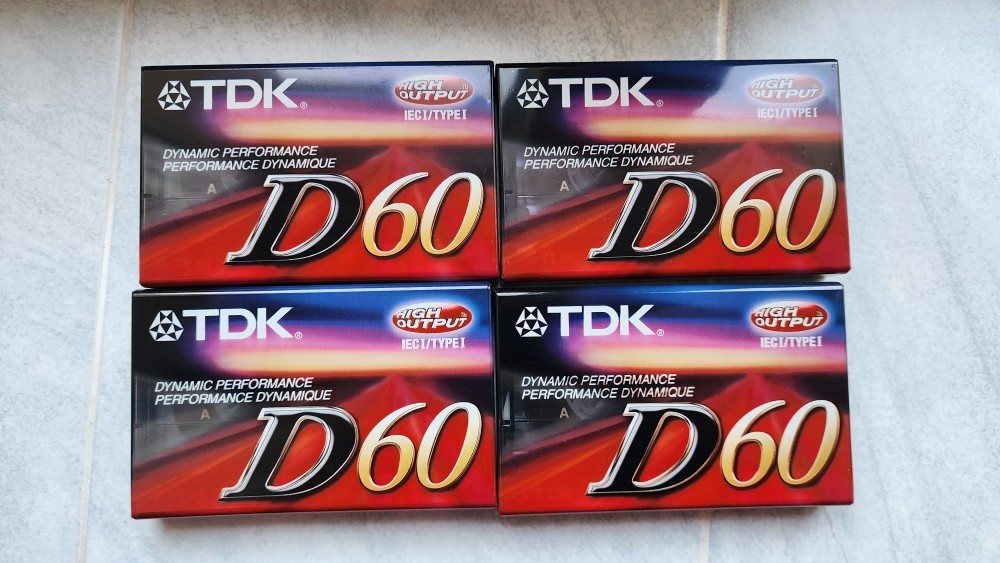 TDK®
HIGH
OUTPUT
IECI/TYPE I
DYNAMIC PERFORMANCE
PERFORMANCE DYNAMIQUE
A
D60
TDK®
HIGH
OUTPUT
IECI/TYPE I
DYNAMIC PERFORMANCE
PERFORMANCE DYNAMIQUE
A
D60
TDK®
HIGH
OUTPUT
IECI/TYPE I
DYNAMIC PERFORMANCE
PERFORMANCE DYNAMIQUE
A
D60
TDK®
HIGH
OUTPUT
IECI/TYPE I
DYNAMIC PERFORMANCE
PERFORMANCE DYNAMIQUE
A
D60